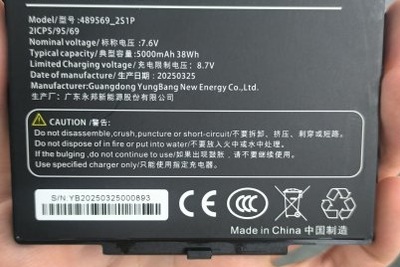 Model/型号: 489569_2S1P
2ICP5/95/69
Nominal voltage/标称电压: 7.6V
Typical capacity/典型容量: 5000mAh 38Wh
Limited Charging voltage/充电限制电压: 8.7V
Date of manufacture/生产日期: 20250325
Manufacturer:Guangdong YungBang New Energy Co.,Ltd.
生产厂: 广东永邦新能源股份有限公司
CAUTION /警告:
Do not disassemble,crush,puncture or short-circuit/不要拆卸、挤压、刺穿或短路.
Do not dispose of in fire or put into water/不要放入火中或水中处理.
If the bulging ,do not continue to use/如果出现鼓胀，请不要继续使用.
Use specified charger only/只能使用指定充电器.
S/N:YB20250325000893
CE
CCC
Made in China 中国制造